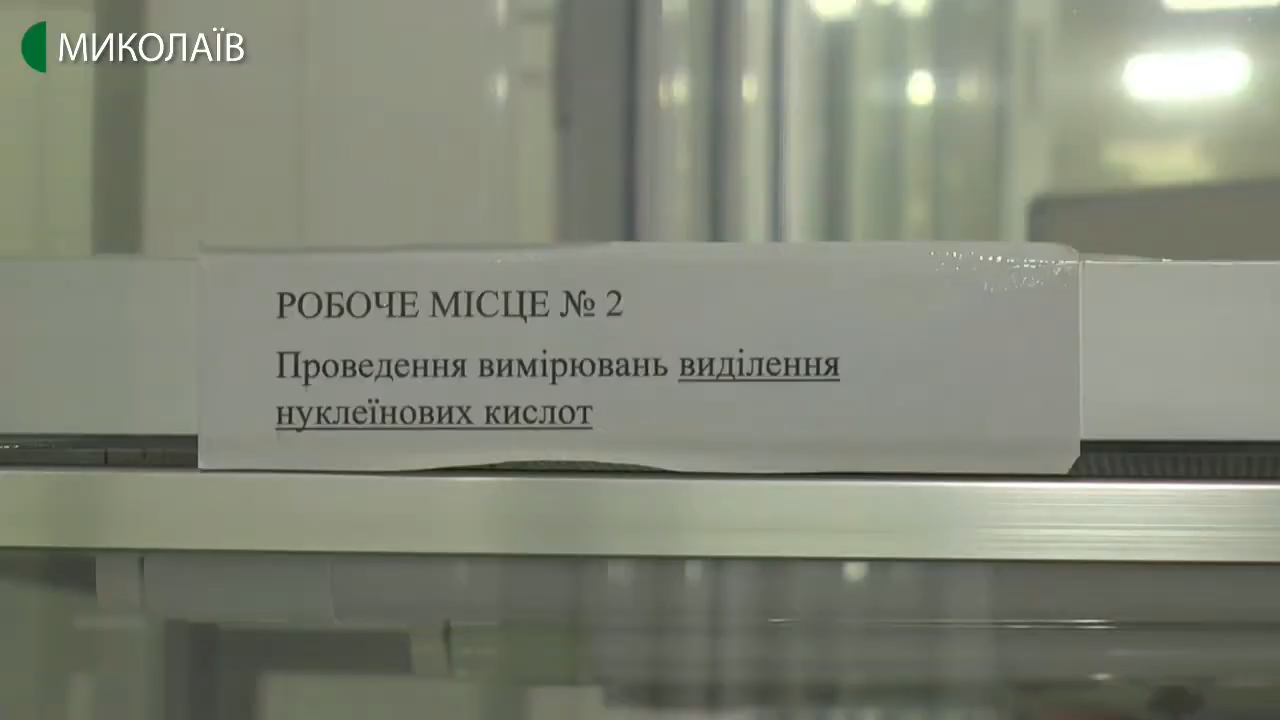 МИКОЛАЇВ
РОБОЧЕ МІСЦЕ № 2
Проведення вимірювань виділення
нуклеїнових кислот